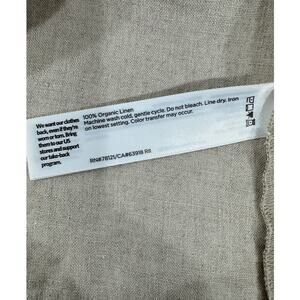 We want our clothes
back, even if they're
worn or torn. Bring
them to our US
stores and support
our take-back
program.
100% Organic Linen
Machine wash cold, gentle cycle. Do not bleach. Line dry. Iron
on lowest setting. Color transfer may occur.
RN#78121/CA#63918 R8